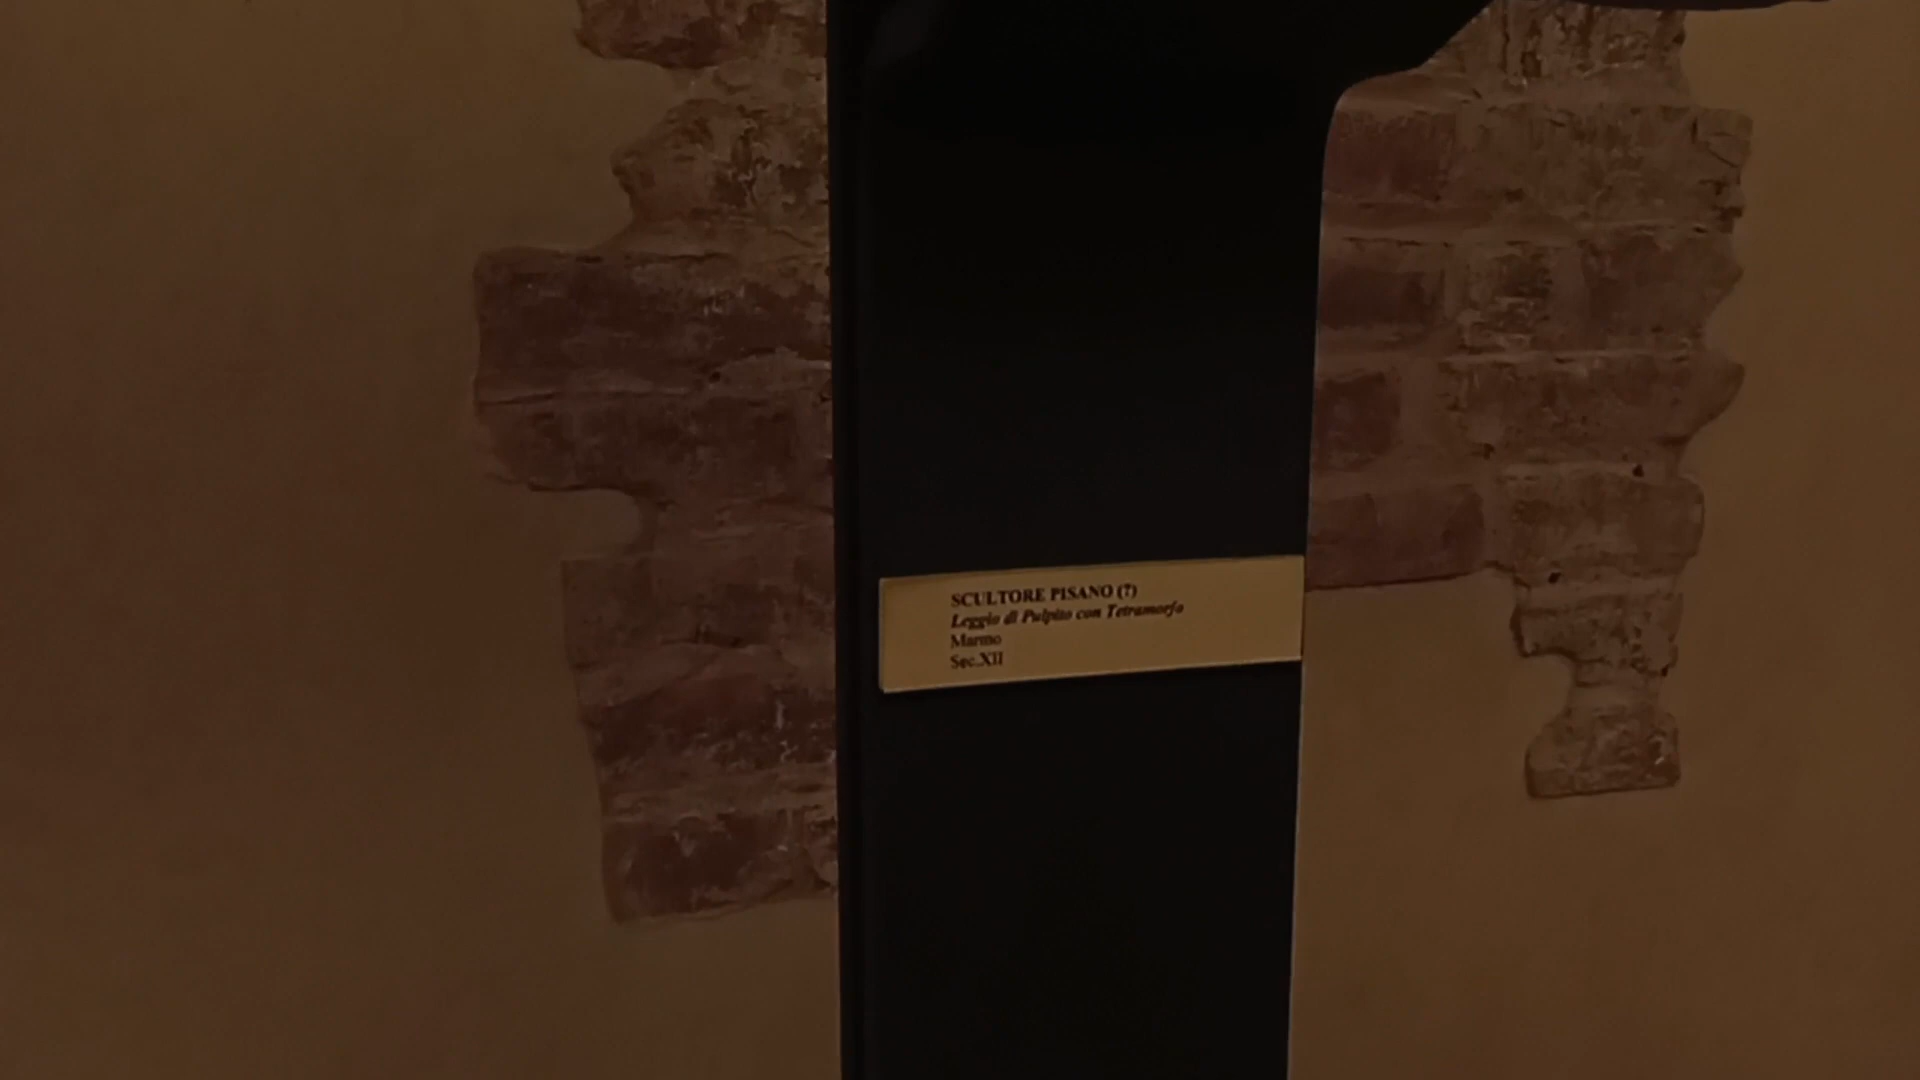 SCULTORE PISANO (?)
Leggio di Pulpito con Tetramorfo
Marmo
Sec.XII